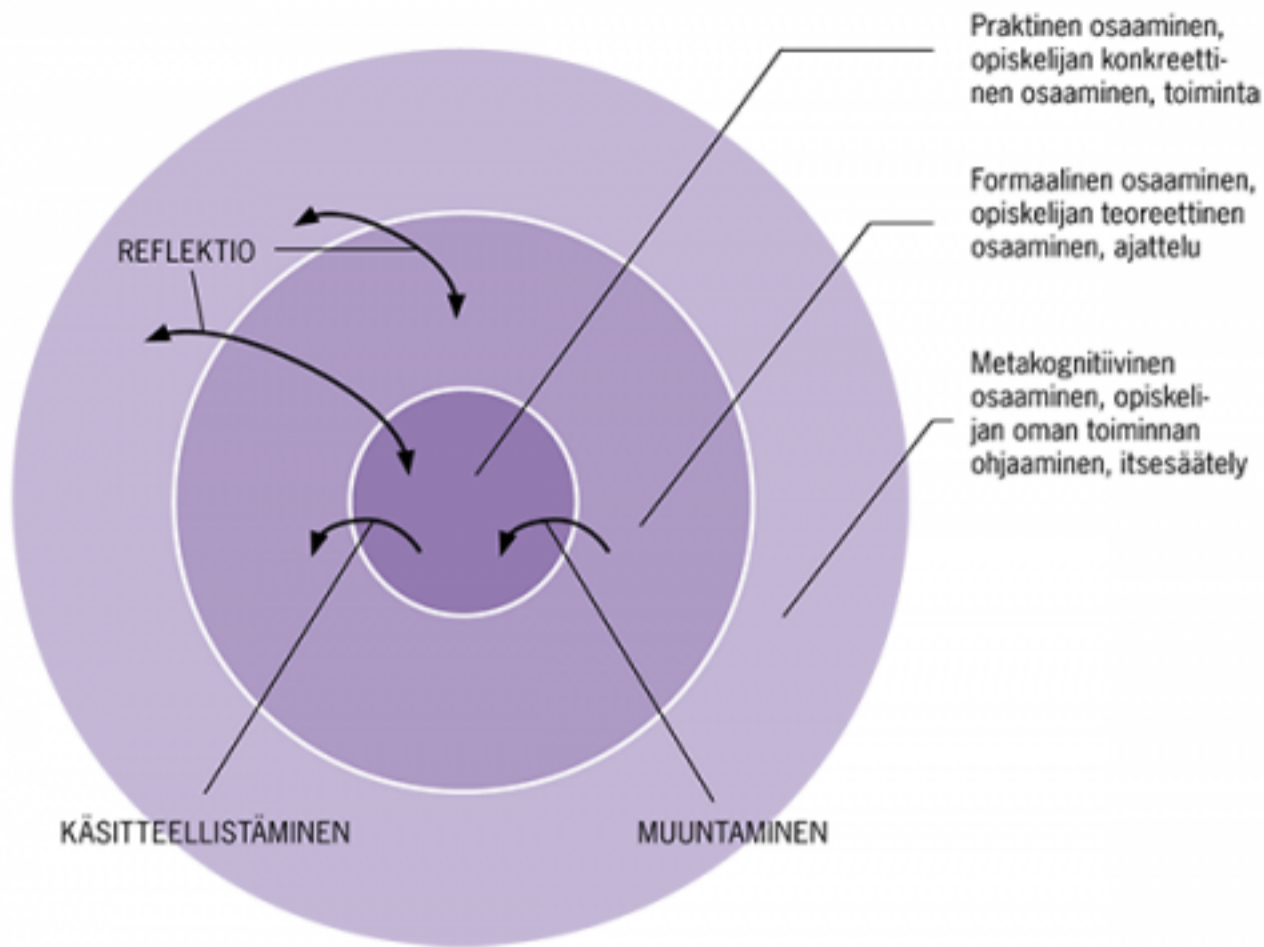 Praktinen osaaminen,
opiskelijan konkreetti-
nen osaaminen, toiminta
Formaalinen osaaminen,
opiskelijan teoreettinen
osaaminen, ajattelu
REFLEKTIO
Metakognitiivinen
osaaminen, opiskeli-
jan oman toiminnan
ohjaaminen, itsesäätely
KÄSITTEELLISTÄMINEN
MUUNTAMINEN